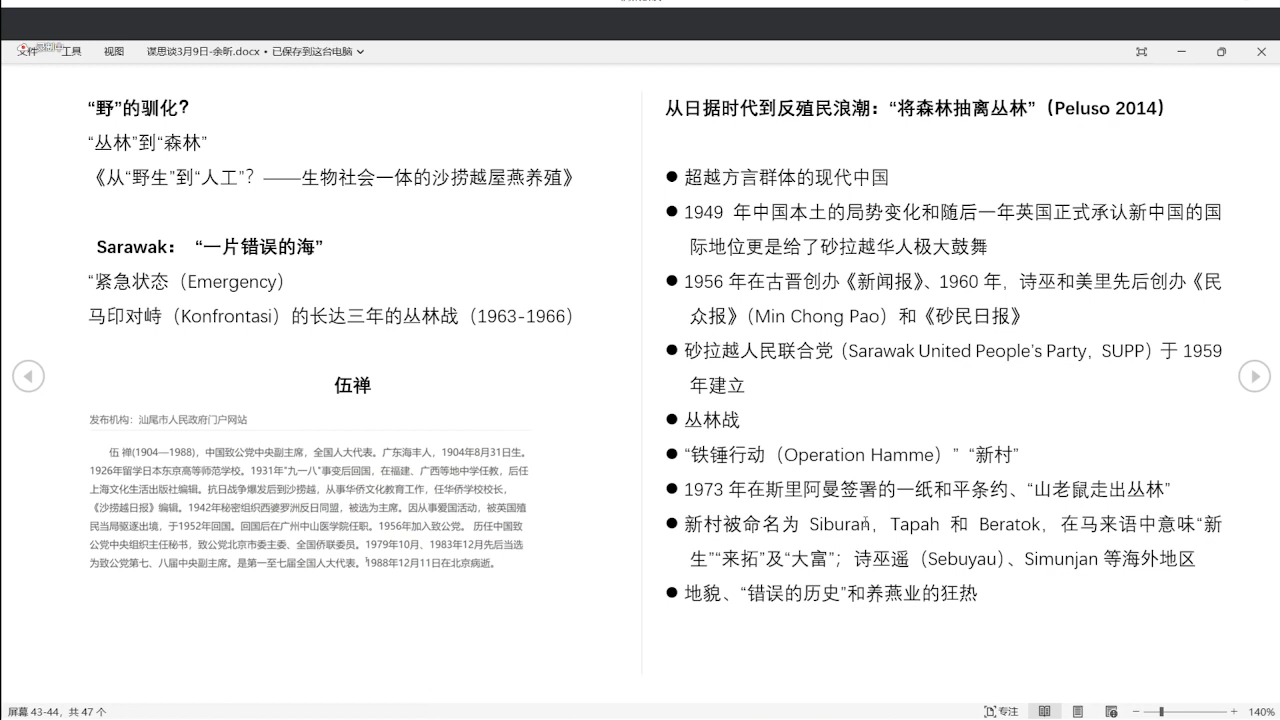 文件
工具
视图
谋思谈3月9日-余昕.docx • 已保存到这台电脑
“野”的驯化？
“丛林”到“森林”
《从“野生”到“人工”？——生物社会一体的沙捞越屋燕养殖》
Sarawak： “一片错误的海”
“紧急状态（Emergency）
马印对峙（Konfrontasi）的长达三年的丛林战（1963-1966）
伍禅
发布机构：汕尾市人民政府门户网站
伍 禅(1904—1988)，中国致公党中央副主席，全国人大代表。广东海丰人，1904年8月31日生。
1926年留学日本东京高等师范学校。1931年“九一八”事变后回国，在福建、广西等地中学任教，后任
上海文化生活出版社编辑。抗日战争爆发后到沙捞越，从事华侨文化教育工作，任华侨学校校长，
《沙捞越日报》编辑。1942年秘密组织西婆罗洲反日同盟，被选为主席。因从事爱国活动，被英国殖
民当局驱逐出境，于1952年回国。回国后在广州中山医学院任职。1956年加入致公党。 历任中国致
公党中央组织主任秘书，致公党北京市委主委、全国侨联委员。1979年10月、1983年12月先后当选
为致公党第七、八届中央副主席。是第一至七届全国人大代表。1988年12月11日在北京病逝。
从日据时代到反殖民浪潮：“将森林抽离丛林”（Peluso 2014）
● 超越方言群体的现代中国
● 1949 年中国本土的局势变化和随后一年英国正式承认新中国的国
际地位更是给了砂拉越华人极大鼓舞
● 1956 年在古晋创办《新闻报》、1960 年，诗巫和美里先后创办《民
众报》（Min Chong Pao）和《砂民日报》
● 砂拉越人民联合党（Sarawak United People's Party，SUPP）于 1959
年建立
● 丛林战
● “铁锤行动（Operation Hamme）” “新村”
● 1973 年在斯里阿曼签署的一纸和平条约、“山老鼠走出丛林”
● 新村被命名为 Siburan，Tapah 和 Beratok，在马来语中意味“新
生”“来拓”及“大富”；诗巫遥（Sebuyau）、Simunjan 等海外地区
● 地貌、“错误的历史”和养燕业的狂热
屏幕 43-44，共 47 个
专注
140%